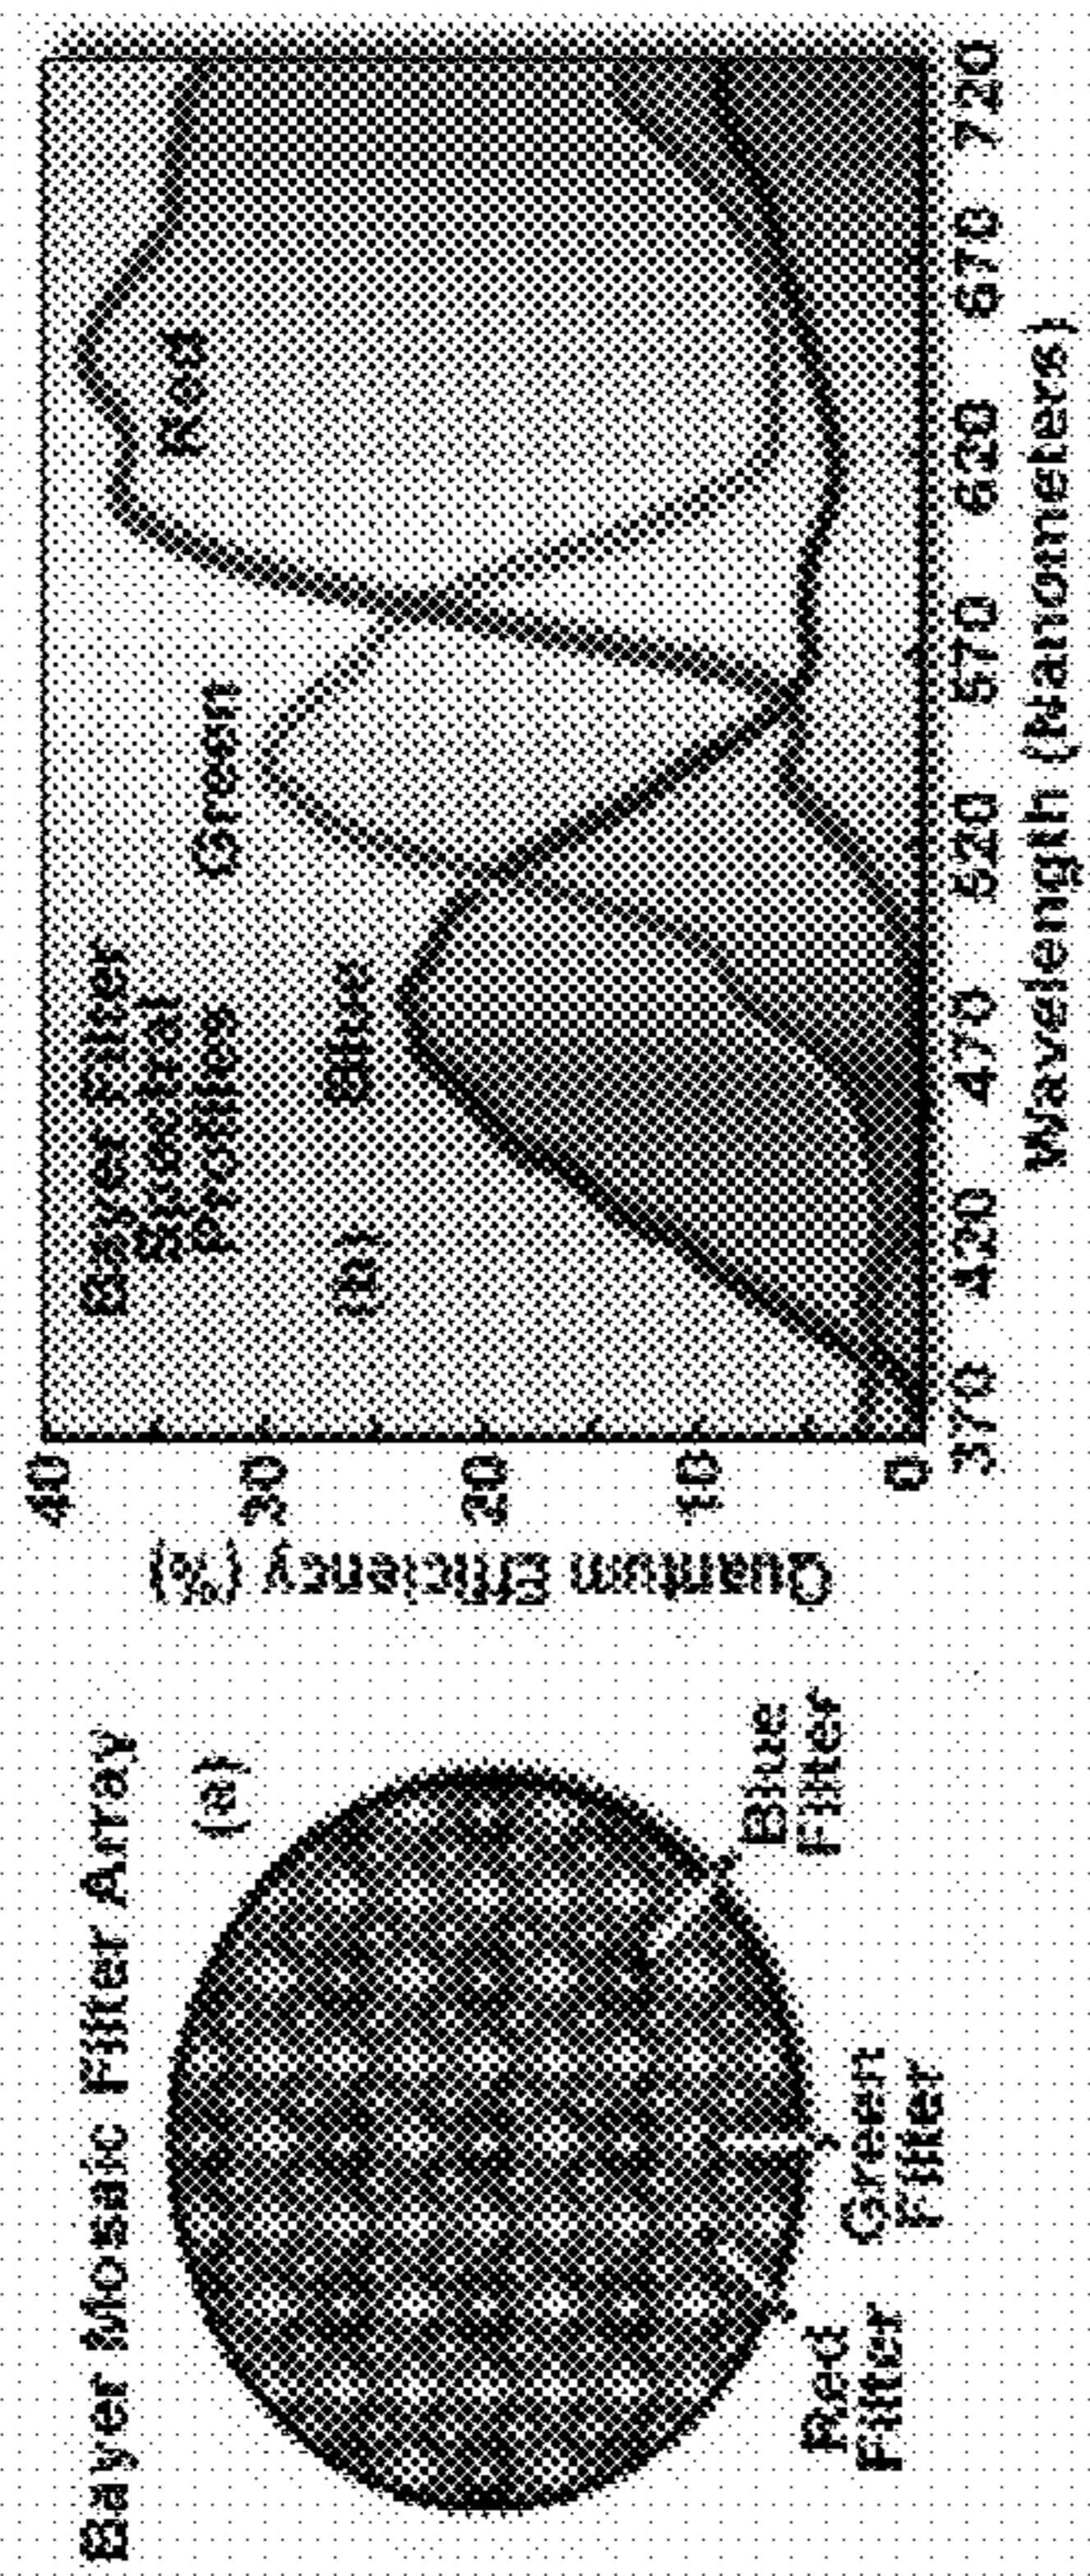 Bayer Mosaic Filter Array
(a)
Red
Filter
Green
Filter
Blue
Filter
Bayer Filter
Spectral
Profiles
(b)
Blue
Green
Red
Quantum Efficiency (%)
40
30
20
10
0
370 420 470 520 570 620 670 720
Wavelength (Nanometers)